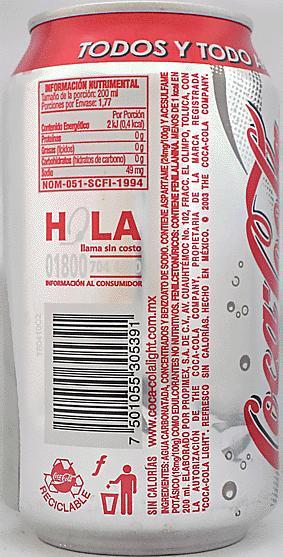 TODOS Y TODO
INFORMACIÓN NUTRIMENTAL
Tamaño de la porción: 200 ml
Porciones por Envase: 1,77
Por Porción
Contenido Energético 2 kJ (0,4 kcal)
Proteínas 0 g
Grasas (lípidos) 0 g
Carbohidratos (hidratos de carbono) 0 g
Sodio 49 mg
NOM-051-SCFI-1994
HOLA
llama sin costo
01800
INFORMACIÓN AL CONSUMIDOR
7 501055 305391
RECICLABLE
SIN CALORÍAS www.coca-colalight.com.mx
INGREDIENTES: AGUA CARBONATADA, CONCENTRADOS Y BENZOATO DE SODIO. CONTIENE ASPARTAME (24mg/100g) Y ACESULFAME
POTÁSICO (16mg/100g) COMO EDULCORANTES NO NUTRITIVOS. FENILCETONÚRICOS: CONTIENE FENILALANINA. MENOS DE 1 kcal EN
200 ml. ELABORADO POR PROPIMEX, S.A. DE C.V., AV. CUAUHTÉMOC No. 102, FRACC. EL OLIMPO, TOLUCA, CON
LA AUTORIZACIÓN DE THE COCA-COLA COMPANY, PROPIETARIA DE LA MARCA REGISTRADA
"COCA-COLA LIGHT". REFRESCO SIN CALORÍAS. HECHO EN MÉXICO. © 2003 THE COCA-COLA COMPANY.
Coca-Cola